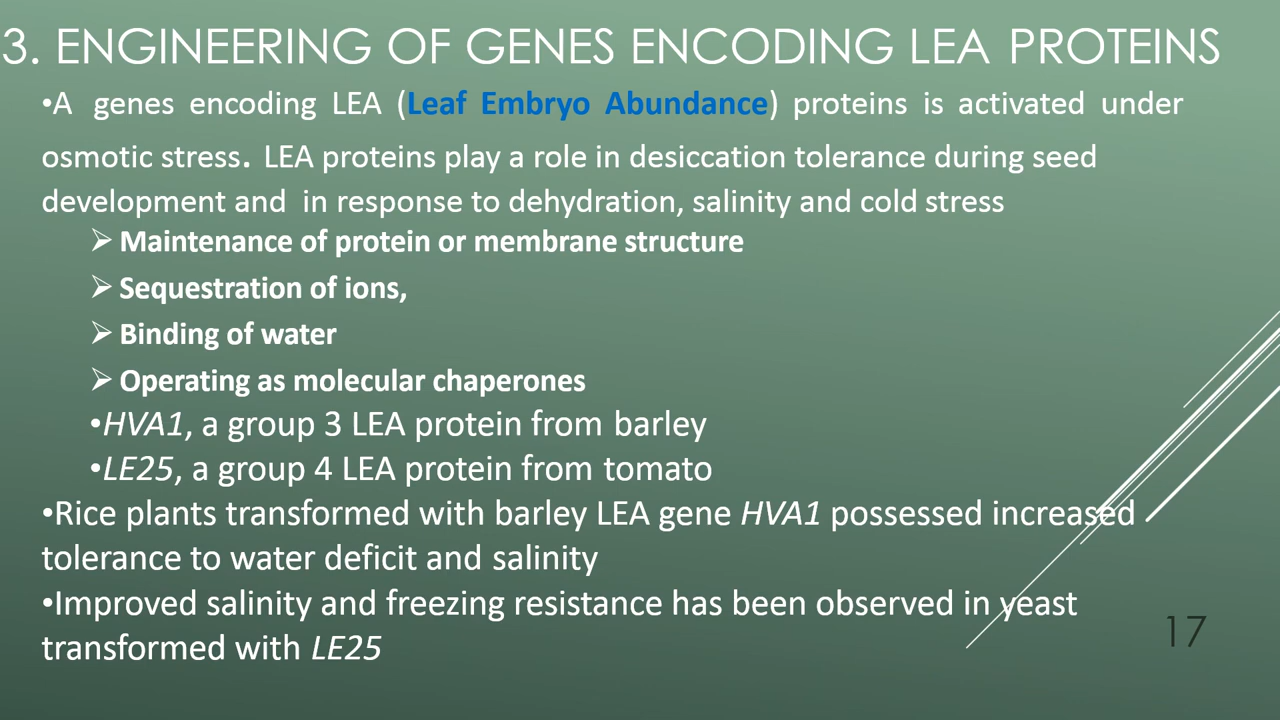 3. ENGINEERING OF GENES ENCODING LEA PROTEINS
•A genes encoding LEA (Leaf Embryo Abundance) proteins is activated under
osmotic stress. LEA proteins play a role in desiccation tolerance during seed
development and in response to dehydration, salinity and cold stress
➢ Maintenance of protein or membrane structure
➢ Sequestration of ions,
➢ Binding of water
➢ Operating as molecular chaperones
•HVA1, a group 3 LEA protein from barley
•LE25, a group 4 LEA protein from tomato
•Rice plants transformed with barley LEA gene HVA1 possessed increased
tolerance to water deficit and salinity
•Improved salinity and freezing resistance has been observed in yeast
transformed with LE25
17